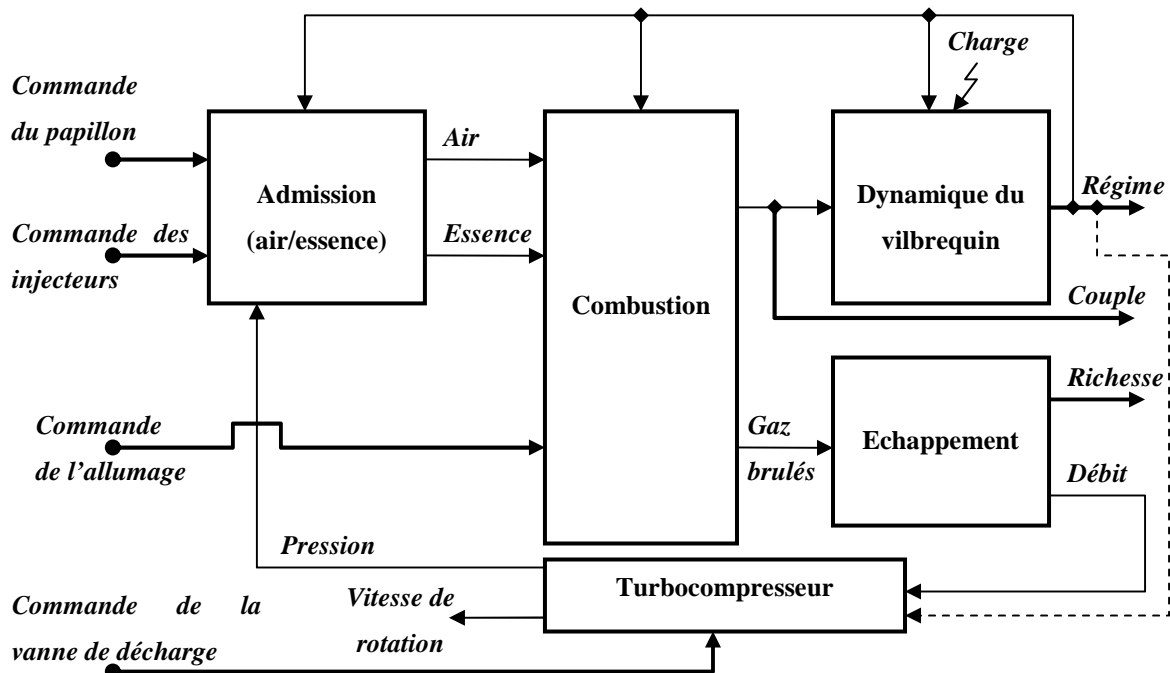 Charge
Commande
du papillon
Air
Admission
(air/essence)
Dynamique du
vilbrequin
Régime
Commande des
injecteurs
Essence
Combustion
Couple
Richesse
Commande
de l'allumage
Gaz
brulés
Echappement
Débit
Pression
Turbocompresseur
Vitesse de
rotation
Commande de la
vanne de décharge